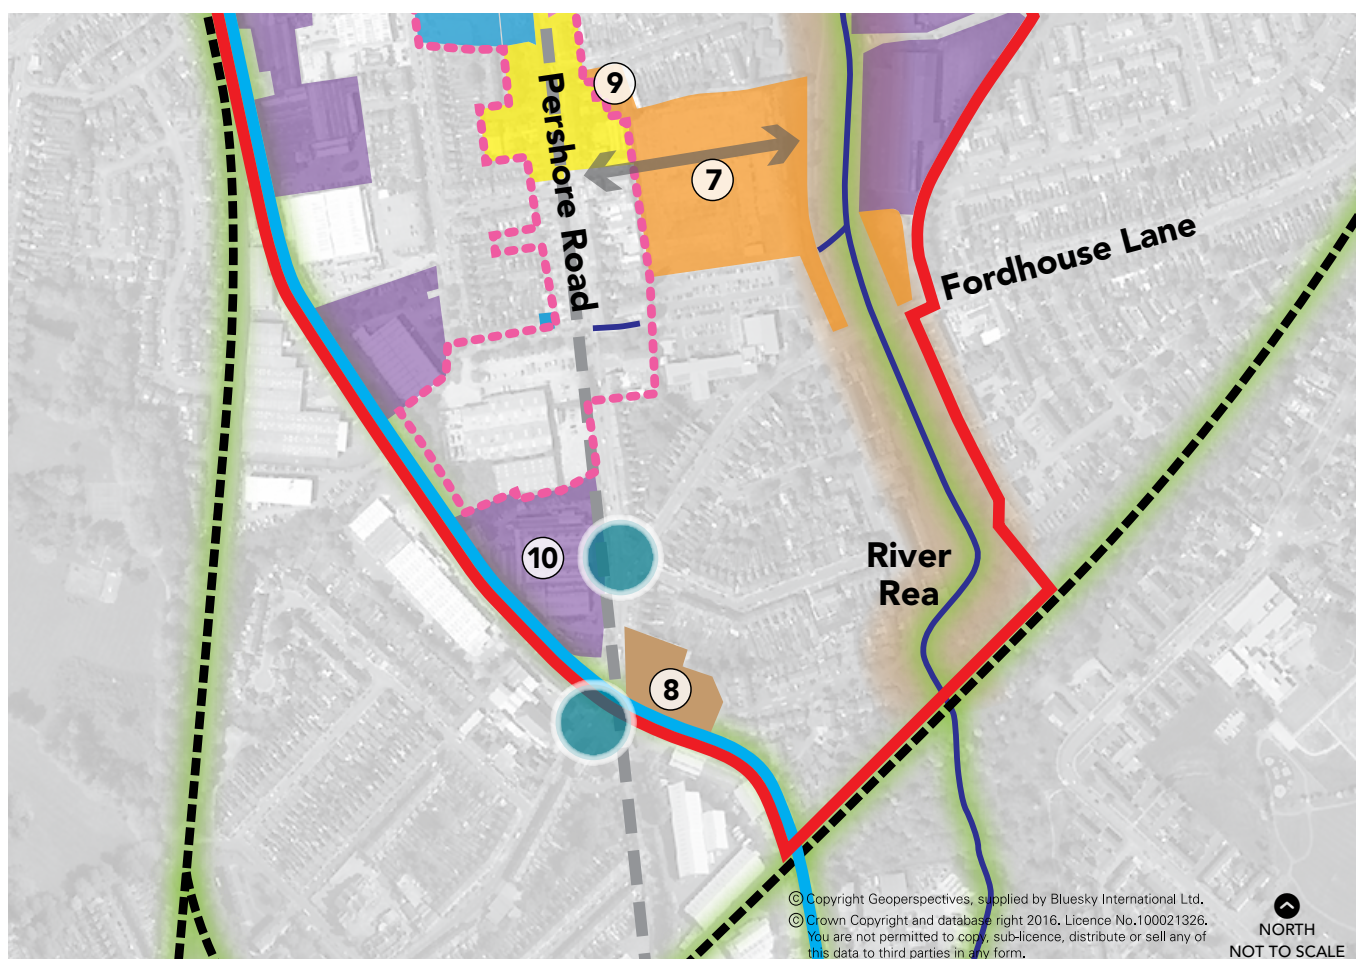 9
Pershore Road
7
Fordhouse Lane
10
River
Rea
8
© Copyright Geoperspectives, supplied by Bluesky International Ltd.
© Crown Copyright and database right 2016. Licence No.100021326.
You are not permitted to copy, sub-licence, distribute or sell any of
this data to third parties in any form.
NORTH
NOT TO SCALE